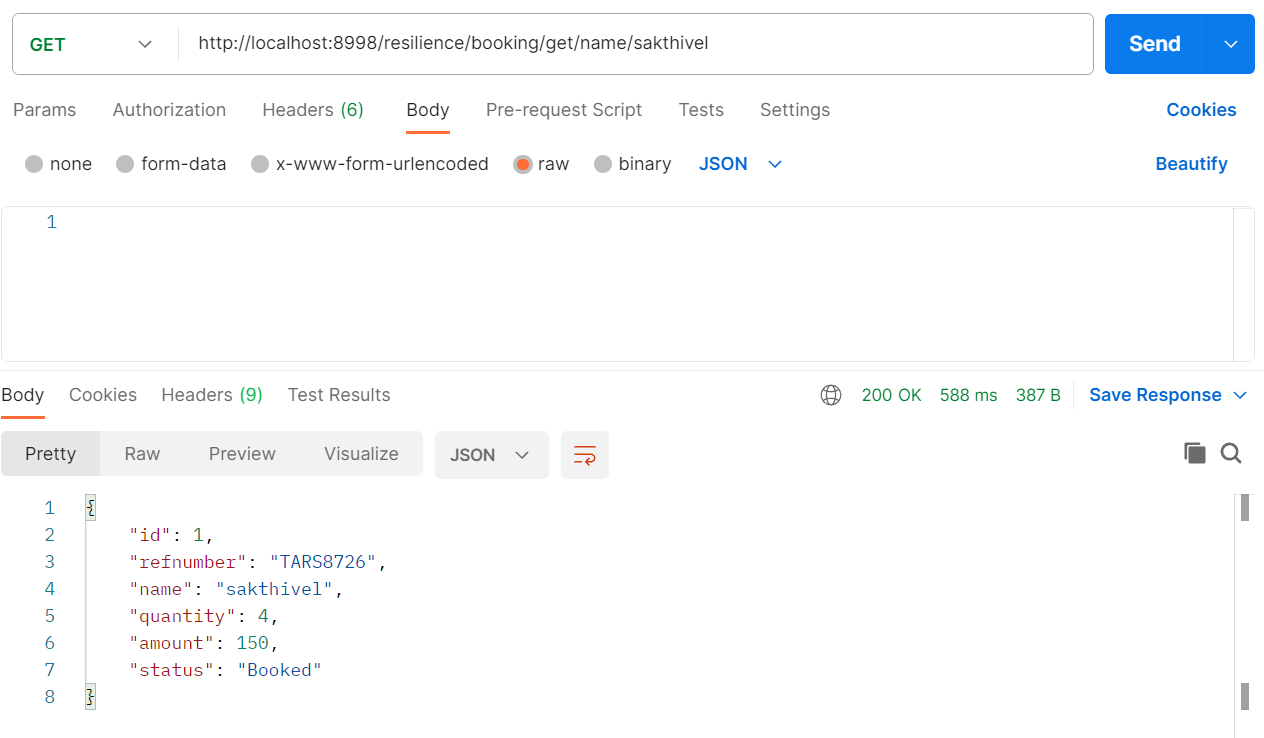 GET http://localhost:8998/resilience/booking/get/name/sakthivel Send
Params Authorization Headers (6) Body Pre-request Script Tests Settings Cookies
none form-data x-www-form-urlencoded raw binary JSON Beautify
1
Body Cookies Headers (9) Test Results 200 OK 588 ms 387 B Save Response
Pretty Raw Preview Visualize JSON
1 {
2 "id": 1,
3 "refnumber": "TARS8726",
4 "name": "sakthivel",
5 "quantity": 4,
6 "amount": 150,
7 "status": "Booked"
8 }